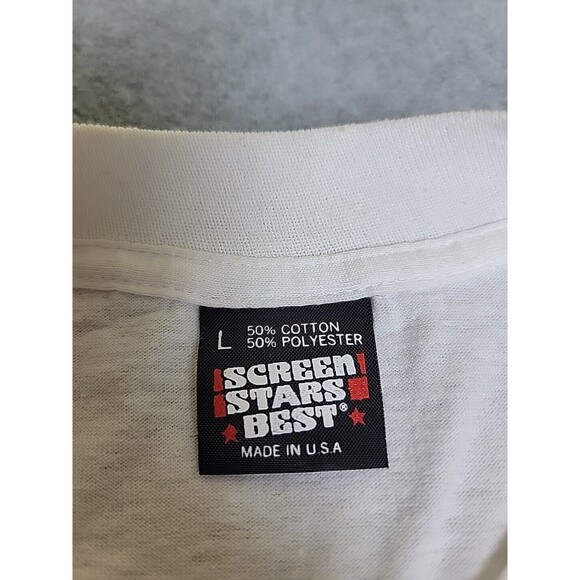 L 50% COTTON
50% POLYESTER
SCREEN
STARS
BEST®
MADE IN U.S.A